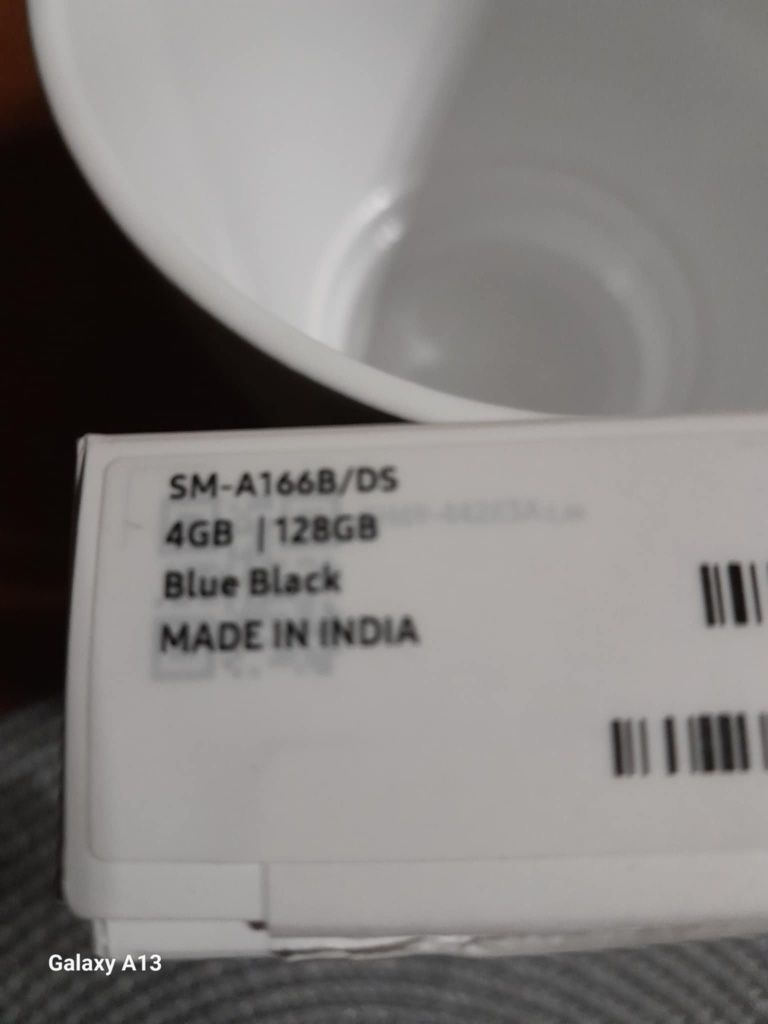 SM-A166B/DS
4GB | 128GB
Blue Black
MADE IN INDIA
Galaxy A13